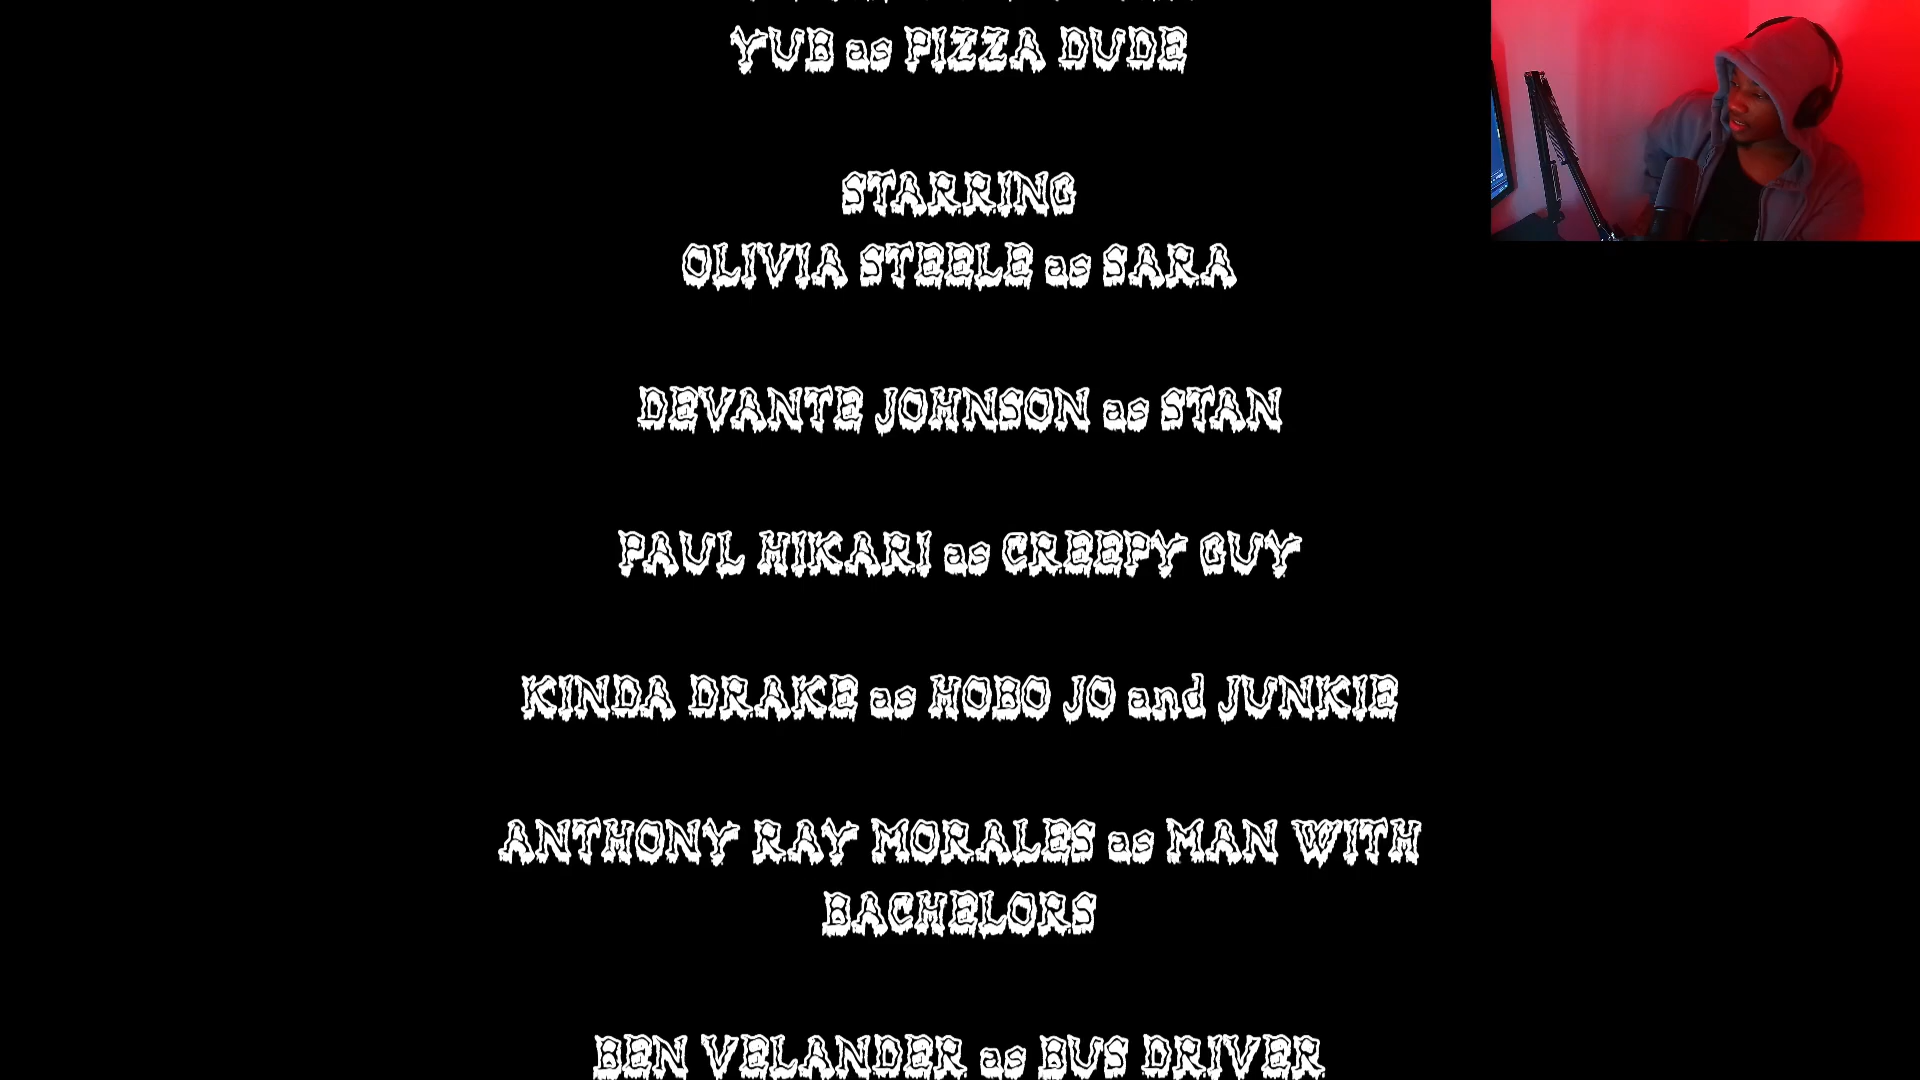 YUB as PIZZA DUDE
STARRING
OLIVIA STEELE as SARA
DEVANTE JOHNSON as STAN
PAUL HIKARI as CREEPY GUY
KINDA DRAKE as HOBO JO and JUNKIE
ANTHONY RAY MORALES as MAN WITH
BACHELORS
BEN VELANDER as BUS DRIVER